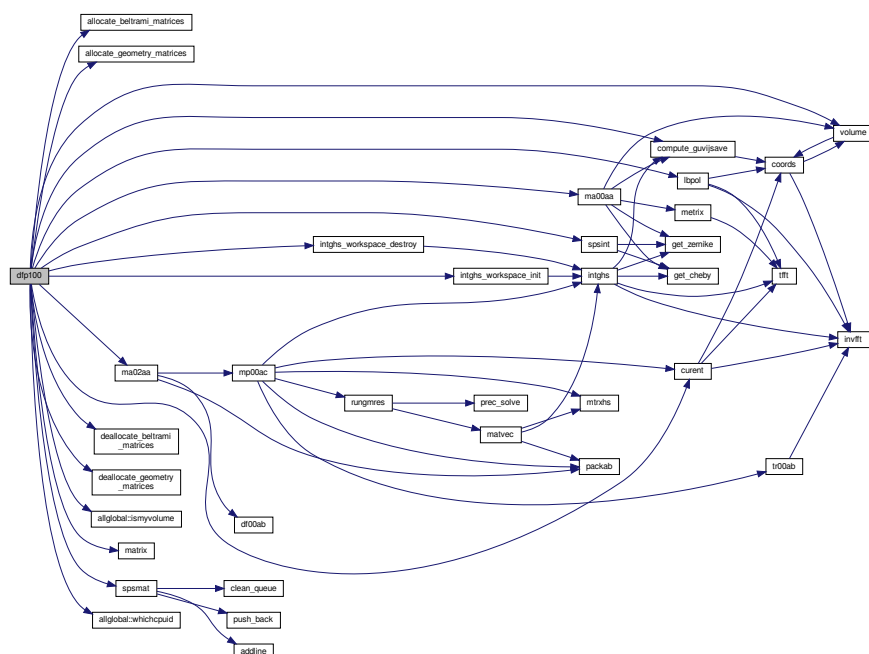 allocate_beltrami_matrices
allocate_geometry_matrices
volume
compute_guvijsave
coords
lbpol
ma00aa
metrix
spsint
get_zernike
intghs_workspace_destroy
dfp100
intghs_workspace_init
intghs
get_cheby
tfft
invfft
ma02aa
mp00ac
curent
rungmres
prec_solve
mtrxhs
matvec
deallocate_beltrami
_matrices
packab
tr00ab
deallocate_geometry
_matrices
allglobal::ismyvolume
df00ab
matrix
spsmat
clean_queue
allglobal::whichcpuid
push_back
addline